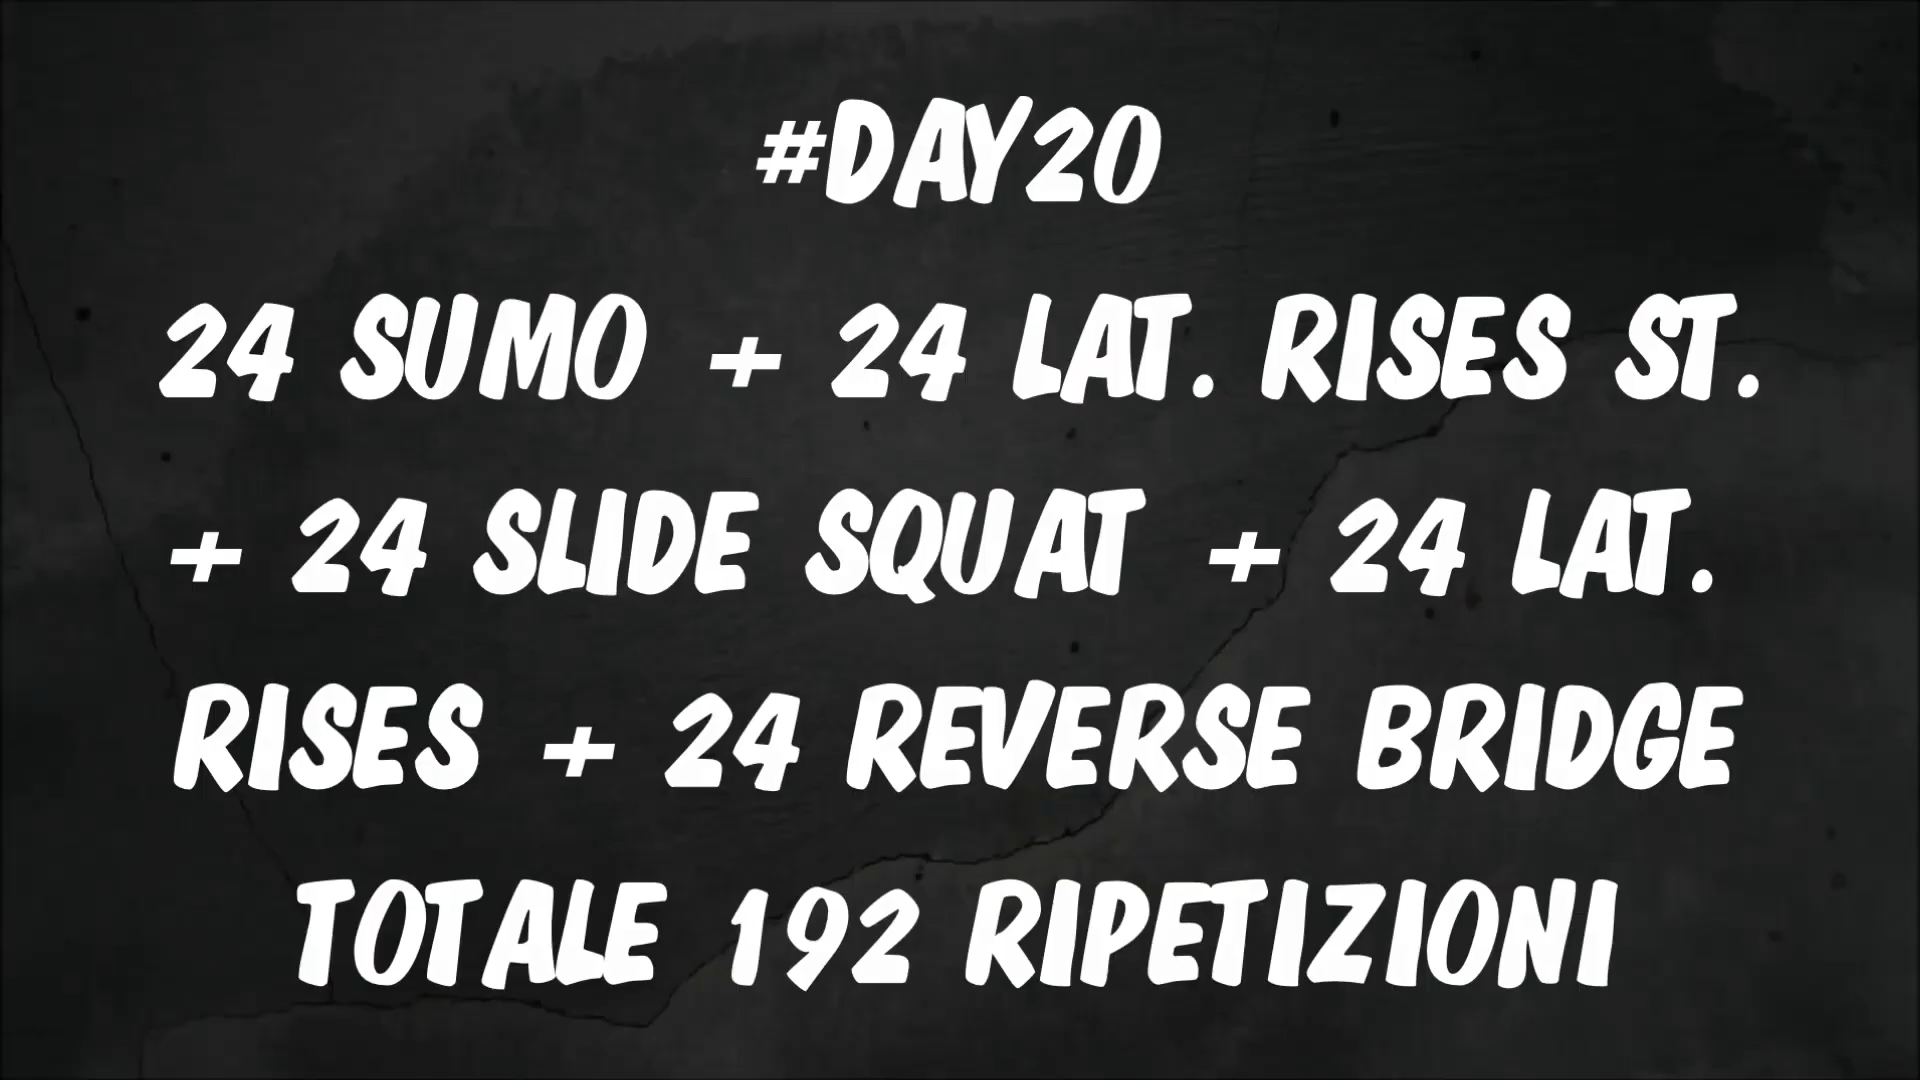 #DAY20
24 SUMO + 24 LAT. RISES ST.
+ 24 SLIDE SQUAT + 24 LAT.
RISES + 24 REVERSE BRIDGE
TOTALE 192 RIPETIZIONI